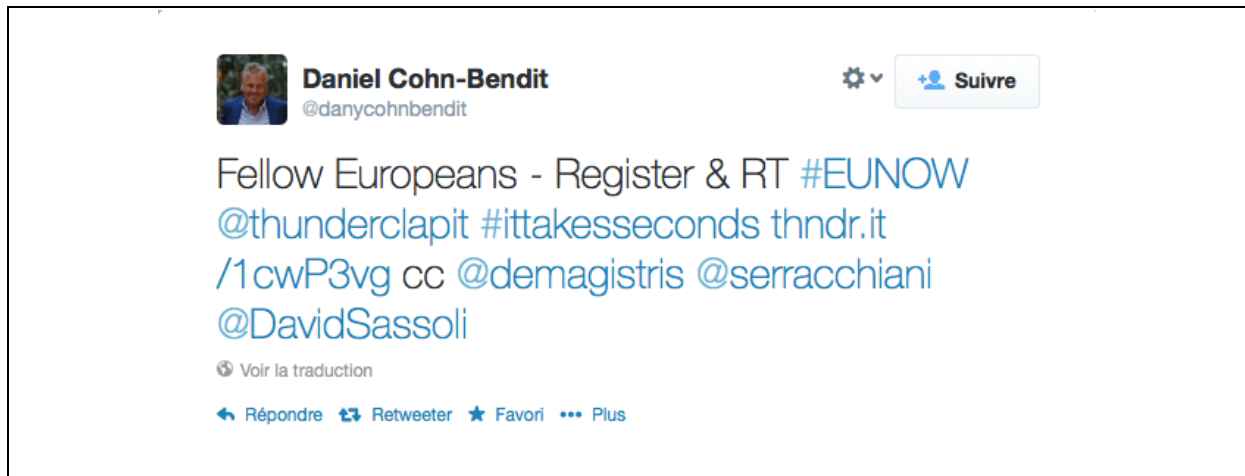 Daniel Cohn-Bendit
@danycohnbendit
Suivre
Fellow Europeans - Register & RT #EUNOW
@thunderclapit #ittakesseconds thndr.it
/1cwP3vg cc @demagistris @serracchiani
@DavidSassoli
Voir la traduction
Répondre Retweeter Favori Plus